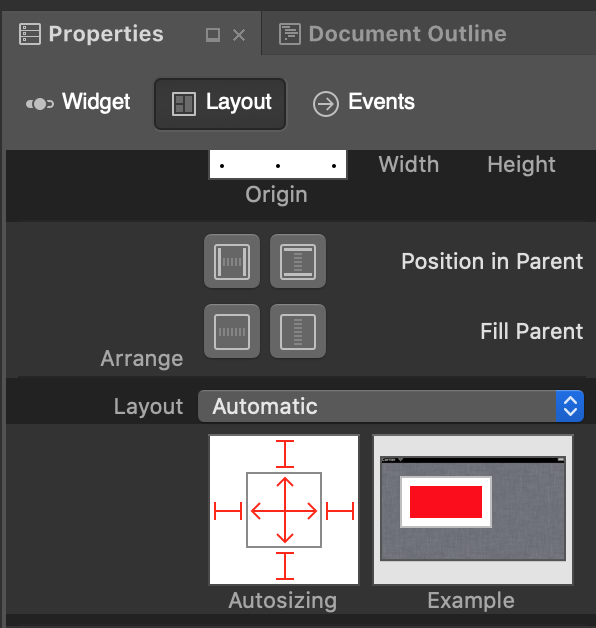 Properties
Document Outline
Widget
Layout
Events
Width
Height
Origin
Position in Parent
Fill Parent
Arrange
Layout
Automatic
Carrier
Autosizing
Example